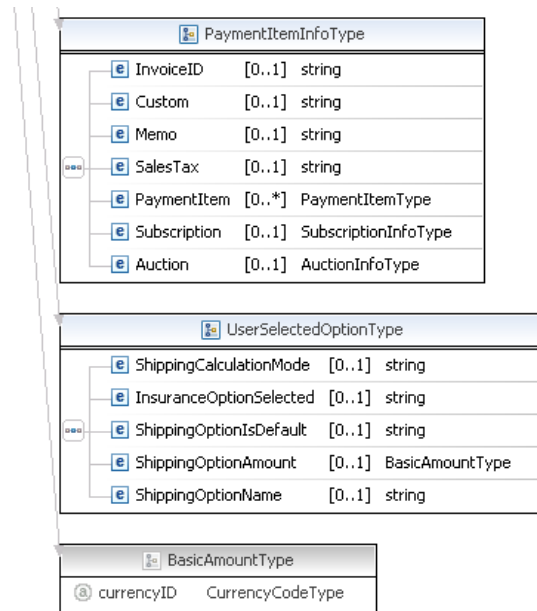 PaymentItemInfoType
e InvoiceID [0..1] string
e Custom [0..1] string
e Memo [0..1] string
e SalesTax [0..1] string
e PaymentItem [0..*] PaymentItemType
e Subscription [0..1] SubscriptionInfoType
e Auction [0..1] AuctionInfoType
UserSelectedOptionType
e ShippingCalculationMode [0..1] string
e InsuranceOptionSelected [0..1] string
e ShippingOptionIsDefault [0..1] string
e ShippingOptionAmount [0..1] BasicAmountType
e ShippingOptionName [0..1] string
BasicAmountType
a currencyID CurrencyCodeType